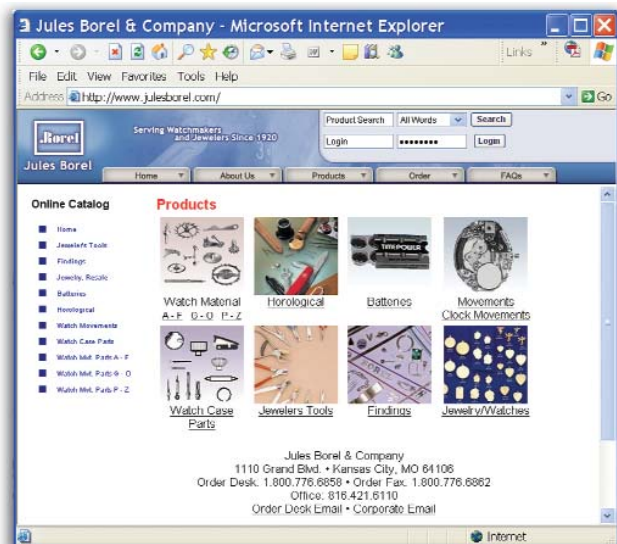 Jules Borel & Company - Microsoft Internet Explorer
Links »
File Edit View Favorites Tools Help
Address http://www.julesborel.com/ Go
J.Borel
Jules Borel
Serving Watchmakers
and Jewelers Since 1920
Product Search All Words Search
Login •••••••• Login
Home About Us Products Order FAQs
Online Catalog
Home
Jeweler's Tools
Findings
Jewelry, Resale
Batteries
Horological
Watch Movements
Watch Case Parts
Watch Mvt. Parts A - F
Watch Mvt. Parts G - O
Watch Mvt. Parts P - Z
Products
TIME POWER
Watch Material Horological Batteries Movements
A - F G - O P - Z Clock Movements
Watch Case Jewelers Tools Findings Jewelry/Watches
Parts
Jules Borel & Company
1110 Grand Blvd. • Kansas City, MO 64106
Order Desk: 1.800.776.6858 • Order Fax: 1.800.776.6862
Office: 816.421.6110
Order Desk Email • Corporate Email
Internet